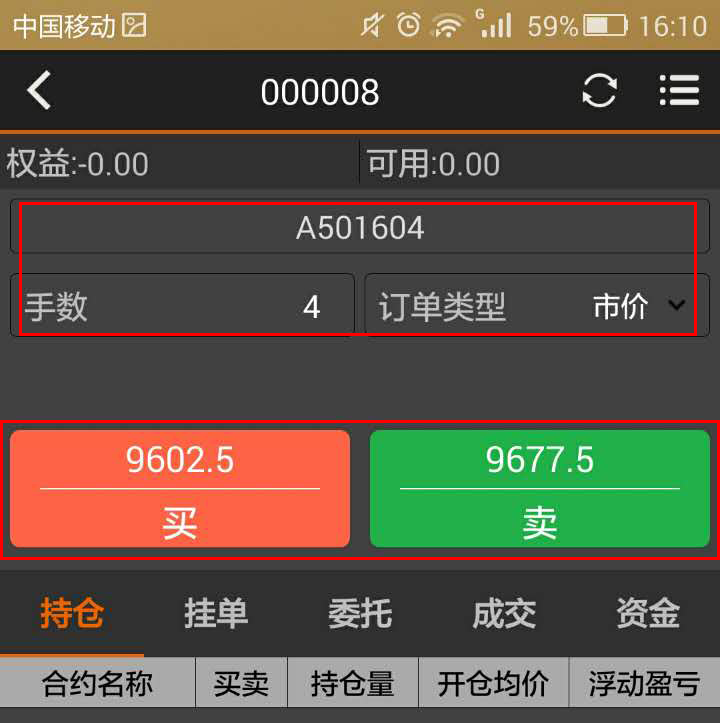 中国移动 G 59% 16:10
000008
权益:-0.00 可用:0.00
A501604
手数 4 订单类型 市价
9602.5 9677.5
买 卖
持仓 挂单 委托 成交 资金
合约名称 买卖 持仓量 开仓均价 浮动盈亏